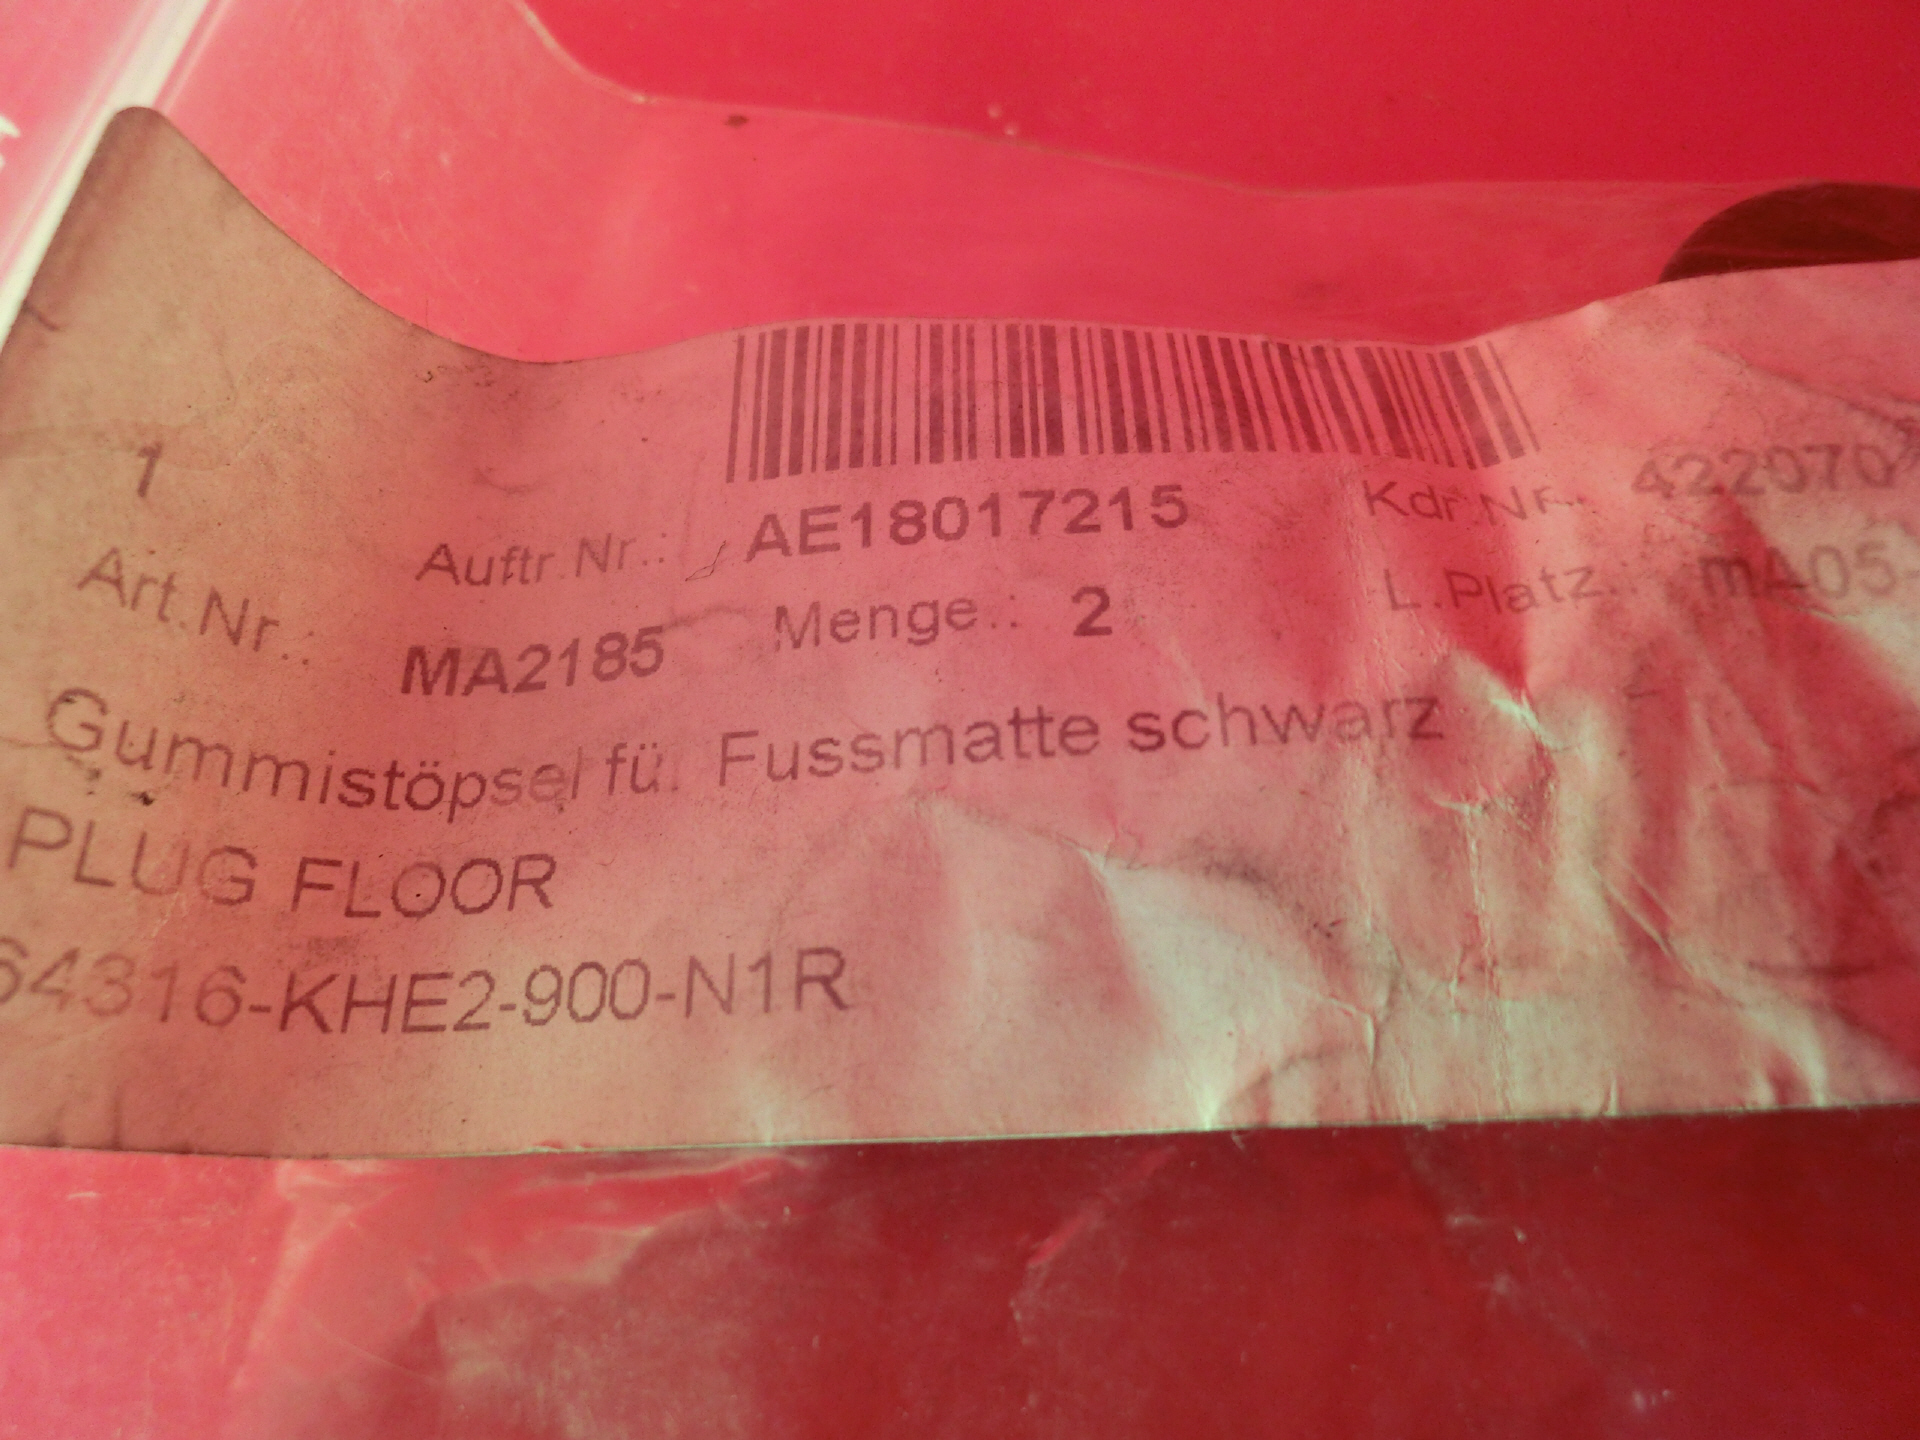 1
Auftr.Nr.: AE18017215 Kdr.Nr.: 422070
Art.Nr.: MA2185 Menge.: 2 L.Platz.: mA05-
Gummistöpsel fü. Fussmatte schwarz
PLUG FLOOR
64316-KHE2-900-N1R